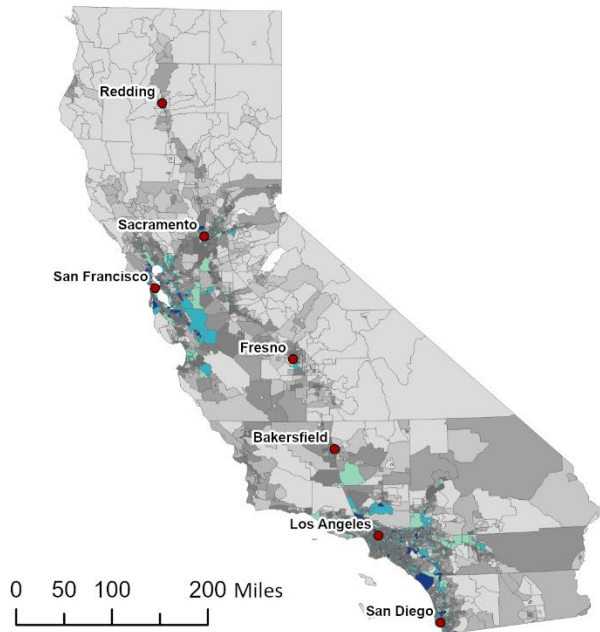 Redding
Sacramento
San Francisco
Fresno
Bakersfield
Los Angeles
San Diego
0 50 100 200 Miles